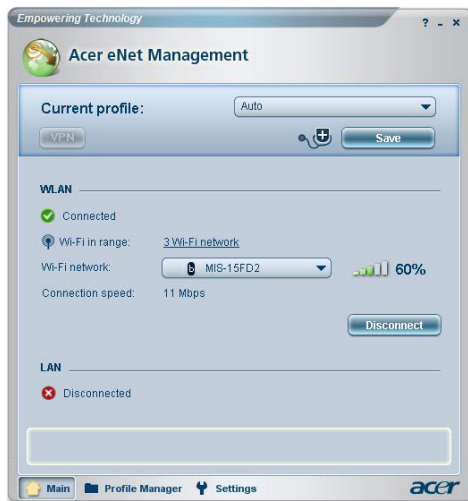 Empowering Technology
? - x
Acer eNet Management
Current profile: Auto
VPN Save
WLAN
Connected
Wi-Fi in range: 3 Wi-Fi network
Wi-Fi network: b MIS-15FD2 60%
Connection speed: 11 Mbps
Disconnect
LAN
Disconnected
Main Profile Manager Settings acer